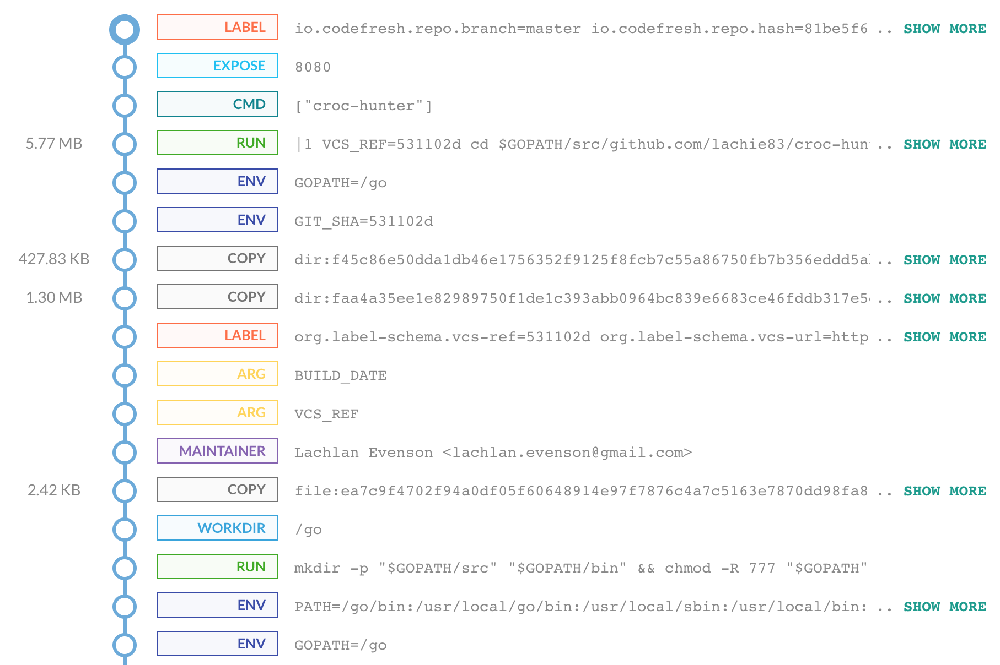 LABEL io.codefresh.repo.branch=master io.codefresh.repo.hash=81be5f6 .. SHOW MORE
EXPOSE 8080
CMD ["croc-hunter"]
5.77 MB RUN |1 VCS_REF=531102d cd $GOPATH/src/github.com/lachie83/croc-hun .. SHOW MORE
ENV GOPATH=/go
ENV GIT_SHA=531102d
427.83 KB COPY dir:f45c86e50dda1db46e1756352f9125f8fcb7c55a86750fb7b356eddd5a .. SHOW MORE
1.30 MB COPY dir:faa4a35ee1e82989750f1de1c393abb0964bc839e6683ce46fddb317e5 .. SHOW MORE
LABEL org.label-schema.vcs-ref=531102d org.label-schema.vcs-url=http .. SHOW MORE
ARG BUILD_DATE
ARG VCS_REF
MAINTAINER Lachlan Evenson <lachlan.evenson@gmail.com>
2.42 KB COPY file:ea7c9f4702f94a0df05f60648914e97f7876c4a7c5163e7870dd98fa8 .. SHOW MORE
WORKDIR /go
RUN mkdir -p "$GOPATH/src" "$GOPATH/bin" && chmod -R 777 "$GOPATH"
ENV PATH=/go/bin:/usr/local/go/bin:/usr/local/sbin:/usr/local/bin: .. SHOW MORE
ENV GOPATH=/go